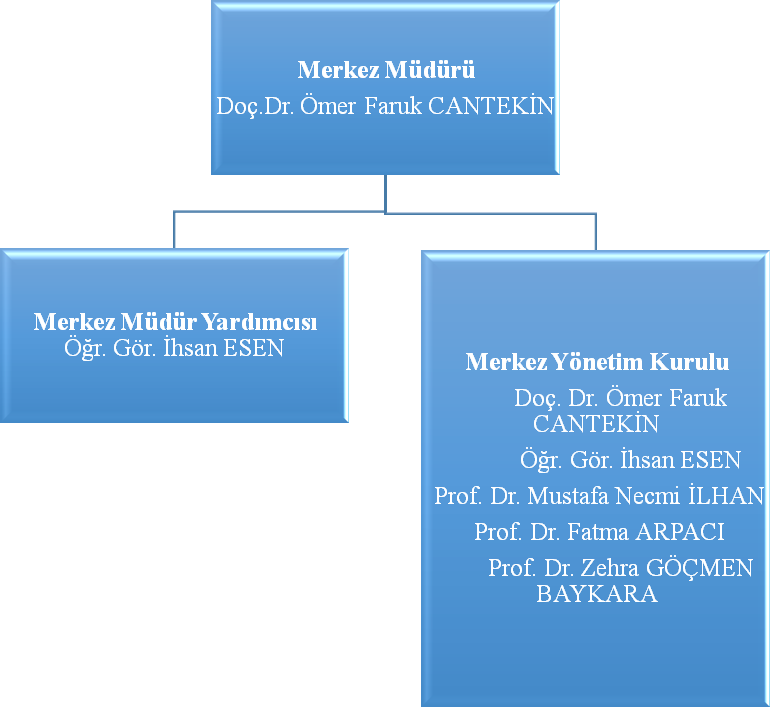 Merkez Müdürü
Doç.Dr. Ömer Faruk CANTEKİN
Merkez Müdür Yardımcısı
Öğr. Gör. İhsan ESEN
Merkez Yönetim Kurulu
Doç. Dr. Ömer Faruk
CANTEKİN
Öğr. Gör. İhsan ESEN
Prof. Dr. Mustafa Necmi İLHAN
Prof. Dr. Fatma ARPACI
Prof. Dr. Zehra GÖÇMEN
BAYKARA